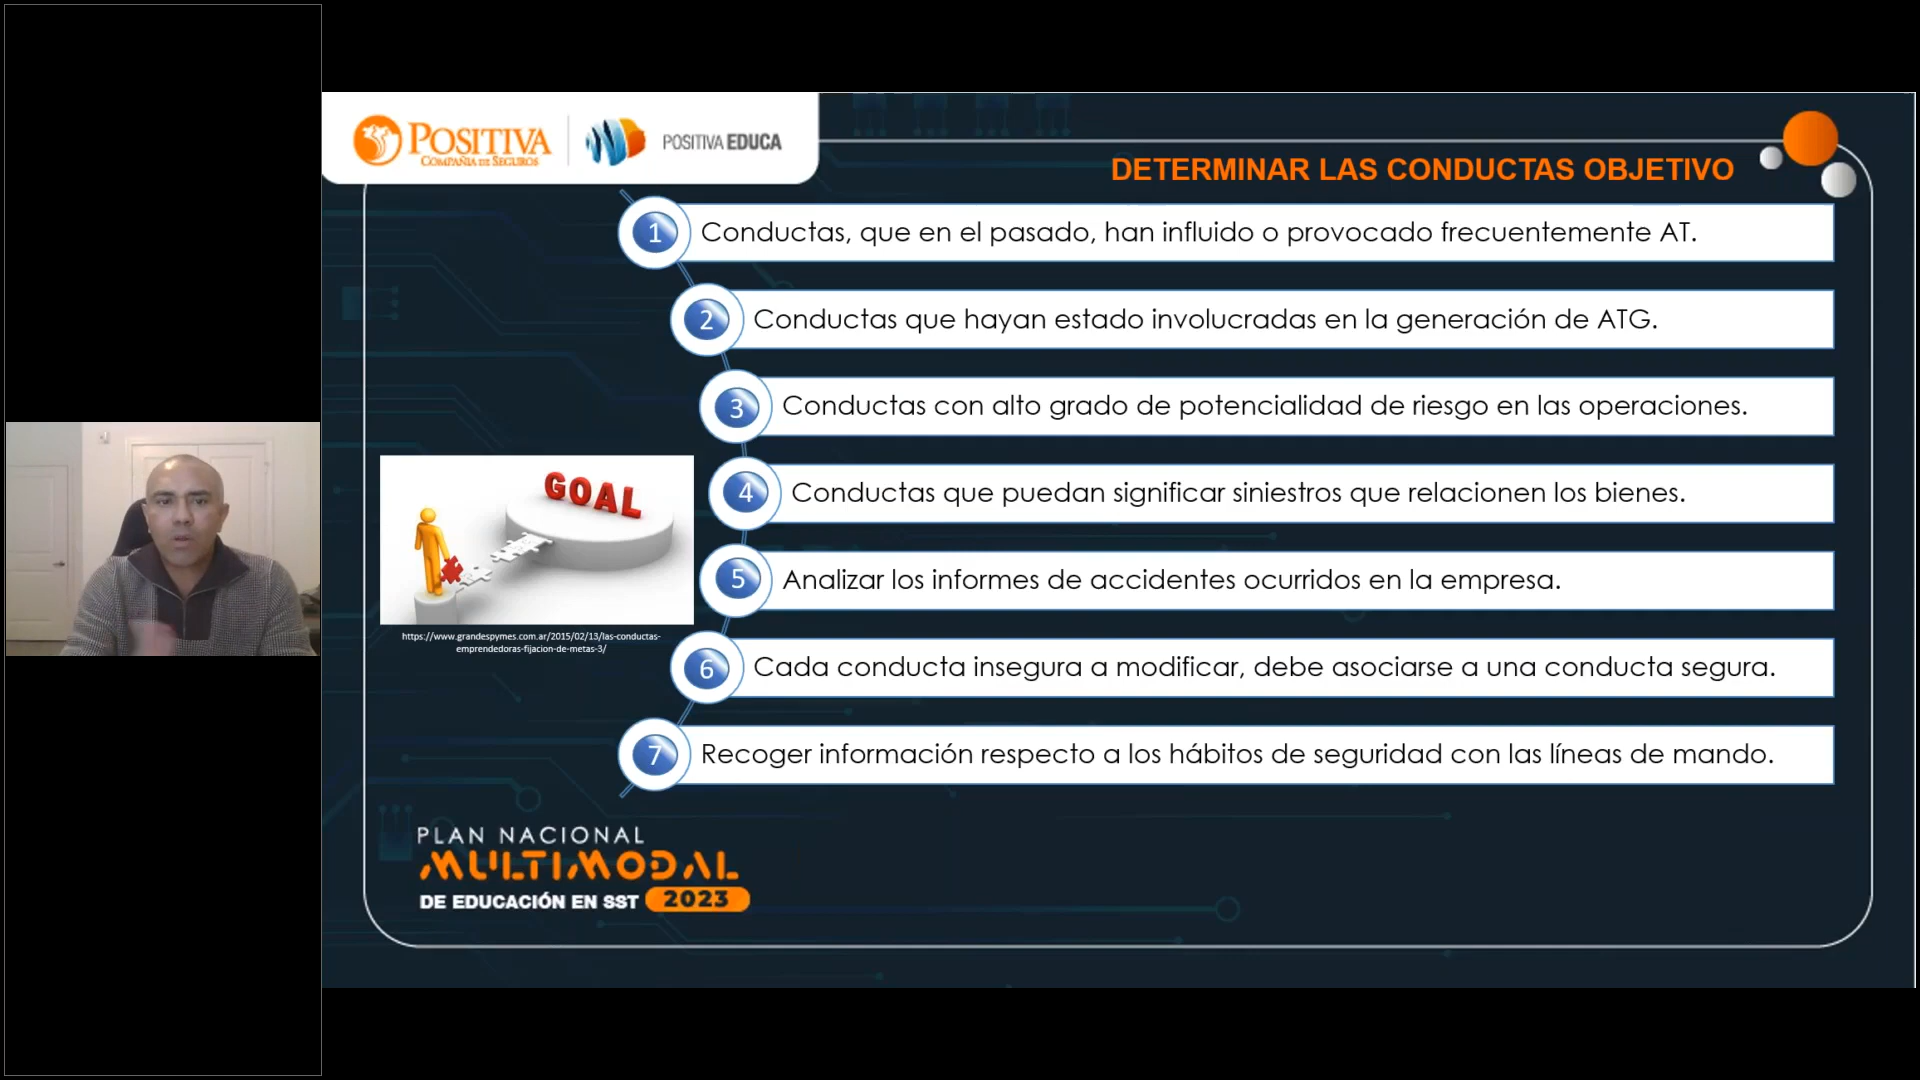 POSITIVA
COMPAÑIA DE SEGUROS
POSITIVA EDUCA
DETERMINAR LAS CONDUCTAS OBJETIVO
1 Conductas, que en el pasado, han influido o provocado frecuentemente AT.
2 Conductas que hayan estado involucradas en la generación de ATG.
3 Conductas con alto grado de potencialidad de riesgo en las operaciones.
4 Conductas que puedan significar siniestros que relacionen los bienes.
5 Analizar los informes de accidentes ocurridos en la empresa.
6 Cada conducta insegura a modificar, debe asociarse a una conducta segura.
7 Recoger información respecto a los hábitos de seguridad con las líneas de mando.
GOAL
https://www.grandespymes.com.ar/2015/02/13/las-conductas-
emprendedoras-fijacion-de-metas-3/
PLAN NACIONAL
MULTIMODAL
DE EDUCACIÓN EN SST 2023